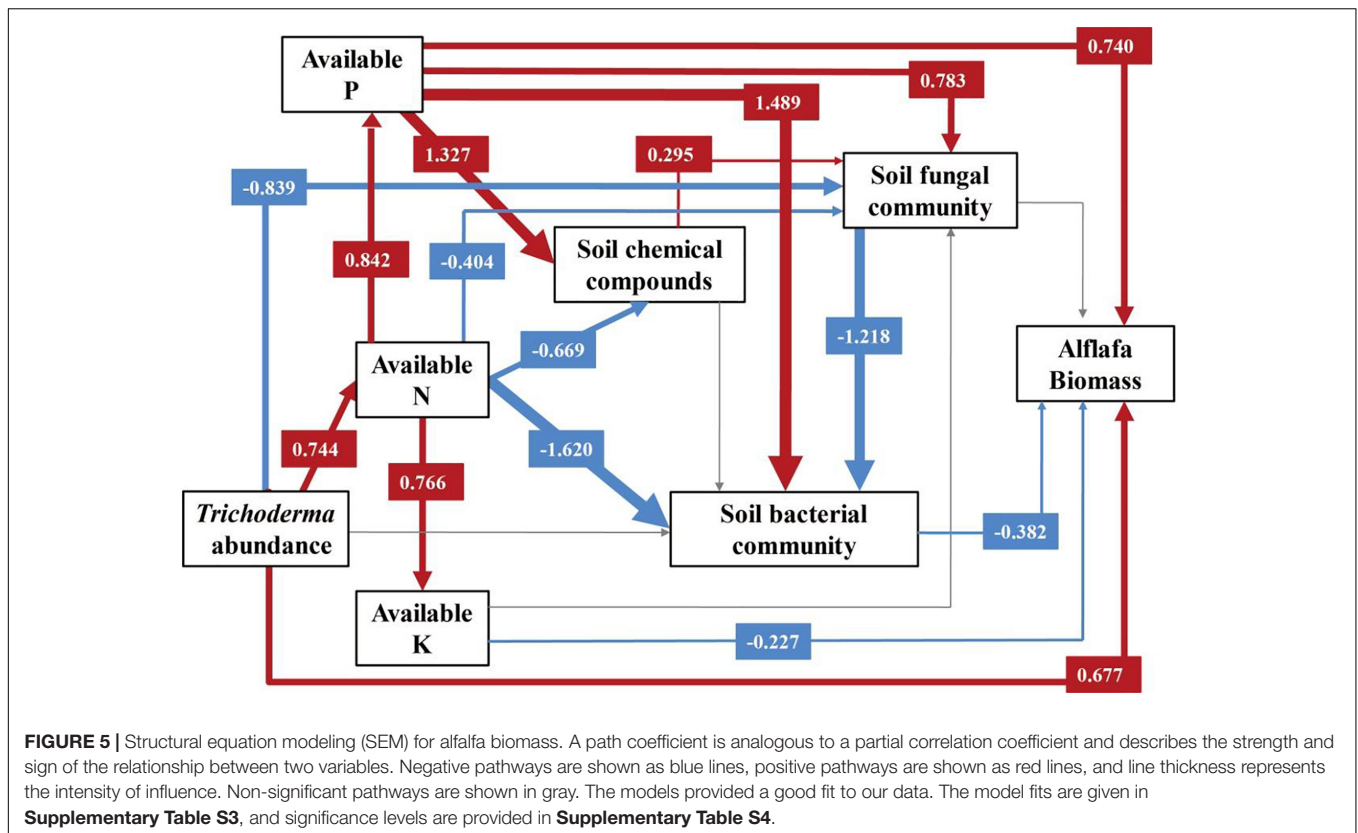 Available
P
0.740
0.783
1.489
1.327
0.295
-0.839
Soil fungal
community
Soil chemical
compounds
0.842
-0.404
-0.669
-1.218
Available
N
Alflafa
Biomass
0.744
0.766
-1.620
Trichoderma
abundance
Soil bacterial
community
-0.382
Available
K
-0.227
0.677
FIGURE 5 | Structural equation modeling (SEM) for alfalfa biomass. A path coefficient is analogous to a partial correlation coefficient and describes the strength and
sign of the relationship between two variables. Negative pathways are shown as blue lines, positive pathways are shown as red lines, and line thickness represents
the intensity of influence. Non-significant pathways are shown in gray. The models provided a good fit to our data. The model fits are given in
Supplementary Table S3, and significance levels are provided in Supplementary Table S4.